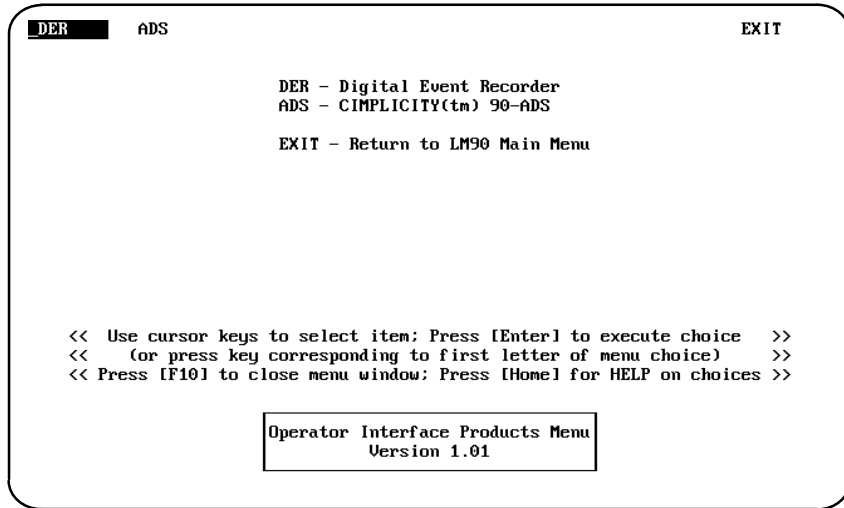 _DER ADS EXIT
DER - Digital Event Recorder
ADS - CIMPLICITY(tm) 90-ADS
EXIT - Return to LM90 Main Menu
<< Use cursor keys to select item; Press [Enter] to execute choice >>
<< (or press key corresponding to first letter of menu choice) >>
<< Press [F10] to close menu window; Press [Home] for HELP on choices >>
Operator Interface Products Menu
Version 1.01